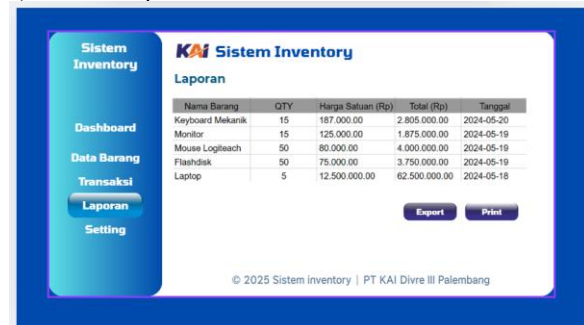 Sistem
Inventory
Dashboard
Data Barang
Transaksi
Laporan
Setting
KAI Sistem Inventory
Laporan
Nama Barang QTY Harga Satuan (Rp) Total (Rp) Tanggal
Keyboard Mekanik 15 187.000.00 2.805.000.00 2024-05-20
Monitor 15 125.000.00 1.875.000.00 2024-05-19
Mouse Logiteach 50 80.000.00 4.000.000.00 2024-05-19
Flashdisk 50 75.000.00 3.750.000.00 2024-05-19
Laptop 5 12.500.000.00 62.500.000.00 2024-05-18
Export Print
© 2025 Sistem inventory | PT KAI Divre III Palembang